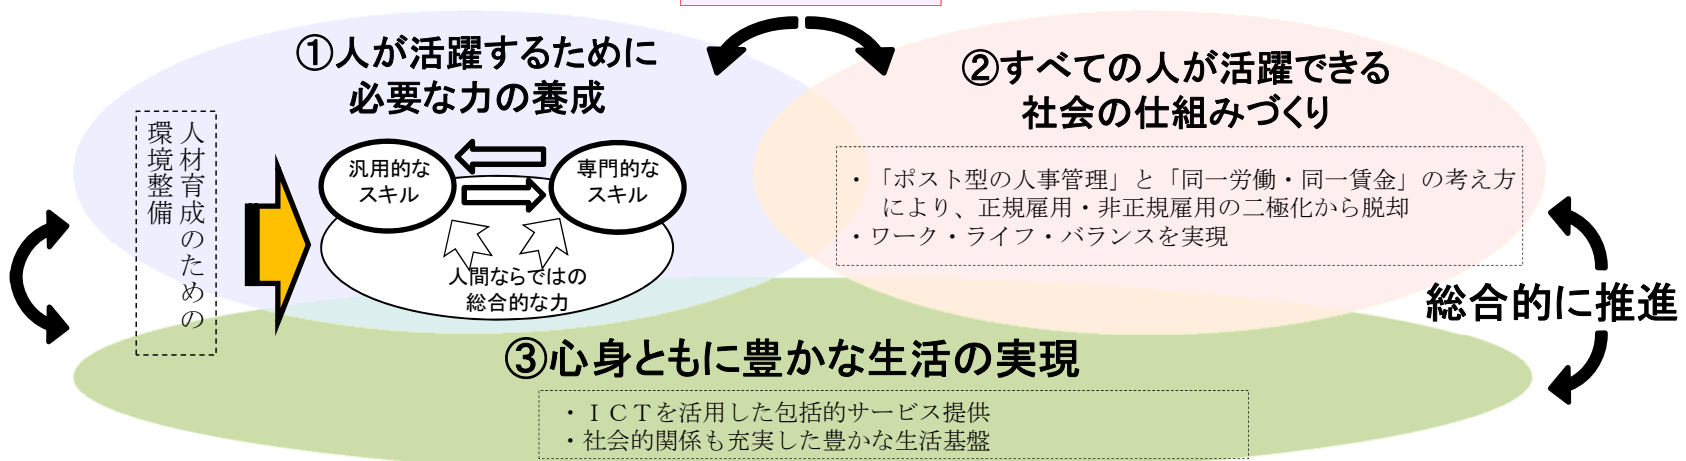 ①人が活躍するために
必要な力の養成
人材育成のための
環境整備
汎用的な
スキル
専門的な
スキル
人間ならではの
総合的な力
②すべての人が活躍できる
社会の仕組みづくり
・「ポスト型の人事管理」と「同一労働・同一賃金」の考え方
により、正規雇用・非正規雇用の二極化から脱却
・ワーク・ライフ・バランスを実現
総合的に推進
③心身ともに豊かな生活の実現
・ＩＣＴを活用した包括的サービス提供
・社会的関係も充実した豊かな生活基盤